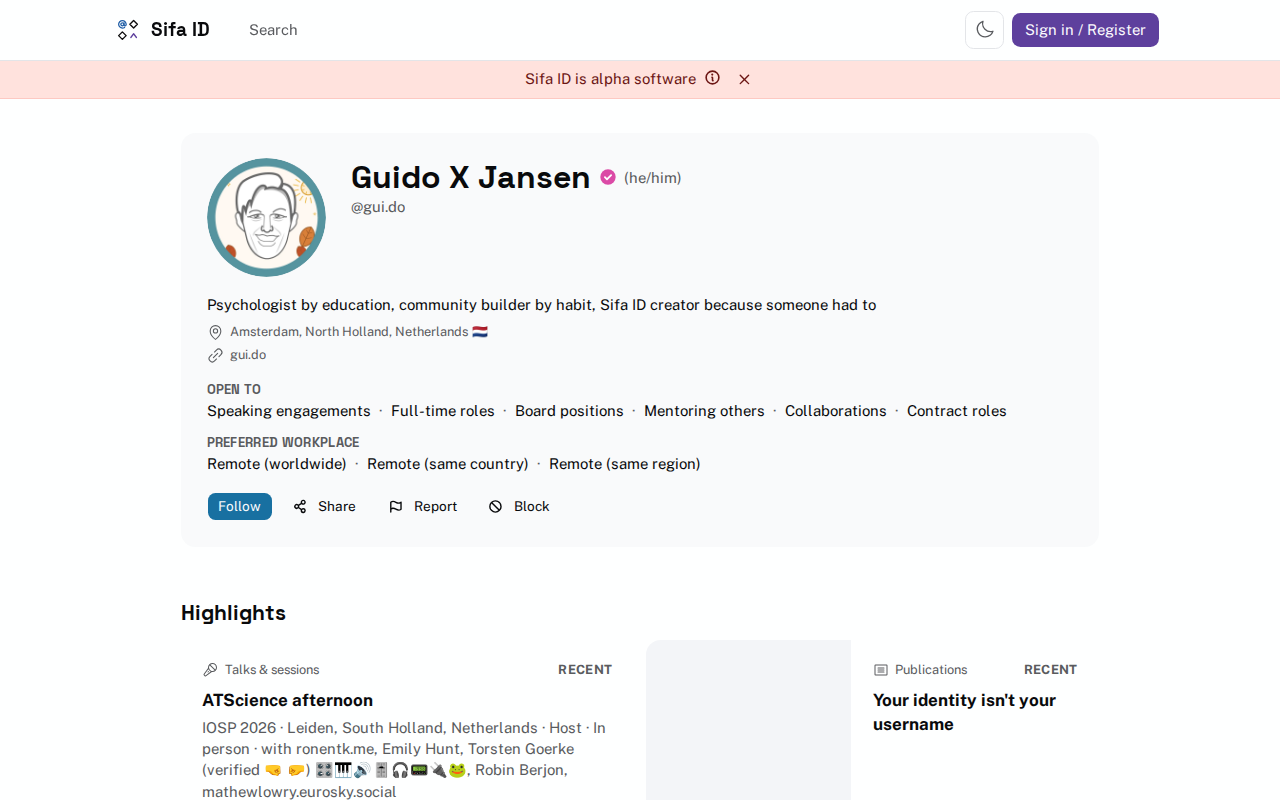 Sifa ID
Search
Sign in / Register
Sifa ID is alpha software
Guido X Jansen (he/him)
@gui.do
Psychologist by education, community builder by habit, Sifa ID creator because someone had to
Amsterdam, North Holland, Netherlands 🇳🇱
gui.do
OPEN TO
Speaking engagements · Full-time roles · Board positions · Mentoring others · Collaborations · Contract roles
PREFERRED WORKPLACE
Remote (worldwide) · Remote (same country) · Remote (same region)
Follow
Share
Report
Block
Highlights
Talks & sessions
RECENT
ATScience afternoon
IOSP 2026 · Leiden, South Holland, Netherlands · Host · In
person · with ronentk.me, Emily Hunt, Torsten Goerke
(verified 🤜 🤛) 🎛️🎹🔊🎚️🎧📟🔌🐸, Robin Berjon,
mathewlowry.eurosky.social
Publications
RECENT
Your identity isn't your
username